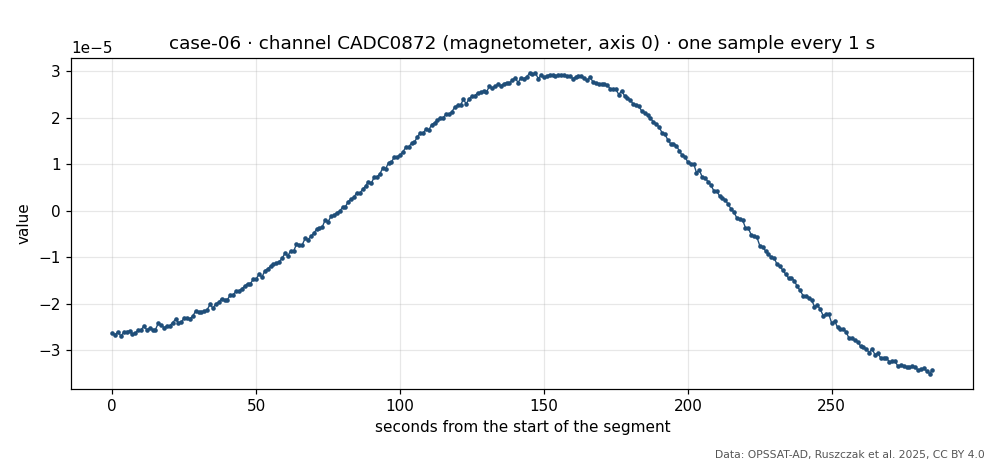 1e−5
case-06 · channel CADC0872 (magnetometer, axis 0) · one sample every 1 s
3
2
1
0
−1
−2
−3
value
0 50 100 150 200 250
seconds from the start of the segment
Data: OPSSAT-AD, Ruszczak et al. 2025, CC BY 4.0